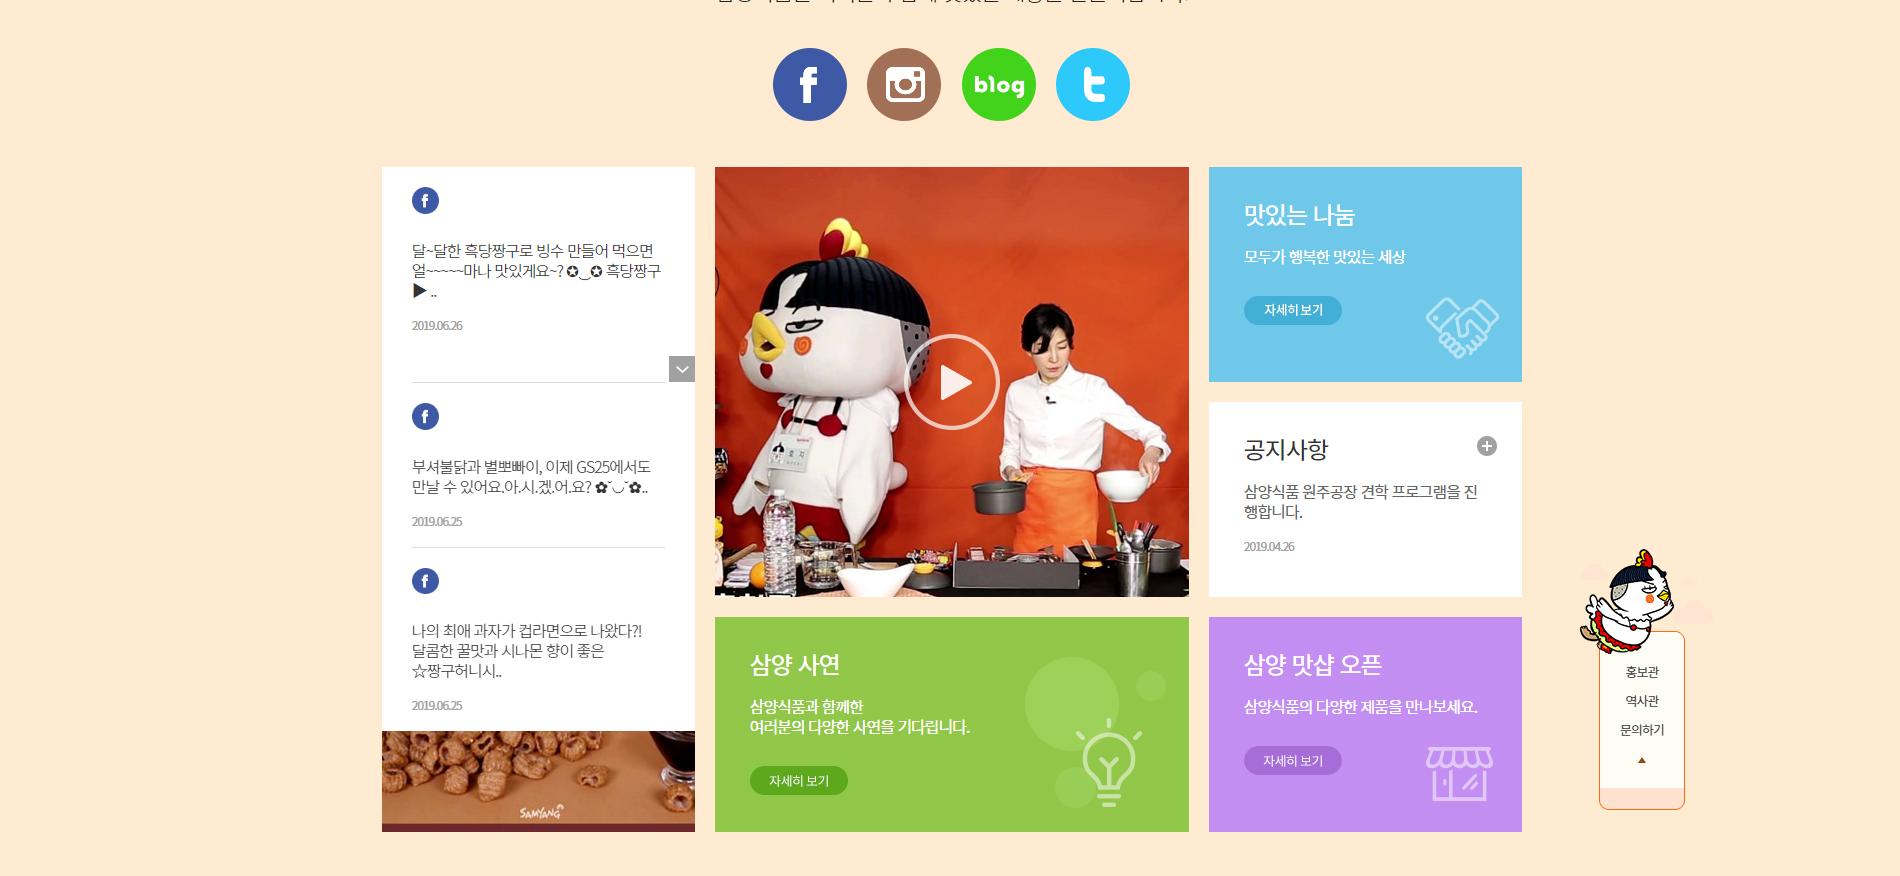 blog
달~달한 흑당짱구로 빙수 만들어 먹으면
얼~~~~~마나 맛있게요~? ✪‿✪ 흑당짱구
▶ ..
2019.06.26
부셔불닭과 별뽀빠이, 이제 GS25에서도
만날 수 있어요.아.시.겠.어.요? ✿˘◡˘✿..
2019.06.25
나의 최애 과자가 컵라면으로 나왔다?!
달콤한 꿀맛과 시나몬 향이 좋은
☆짱구허니시..
2019.06.25
SAMYANG
호치
삼양 사연
삼양식품과 함께한
여러분의 다양한 사연을 기다립니다.
자세히 보기
맛있는 나눔
모두가 행복한 맛있는 세상
자세히 보기
공지사항
삼양식품 원주공장 견학 프로그램을 진
행합니다.
2019.04.26
삼양 맛샵 오픈
삼양식품의 다양한 제품을 만나보세요.
자세히 보기
홍보관
역사관
문의하기